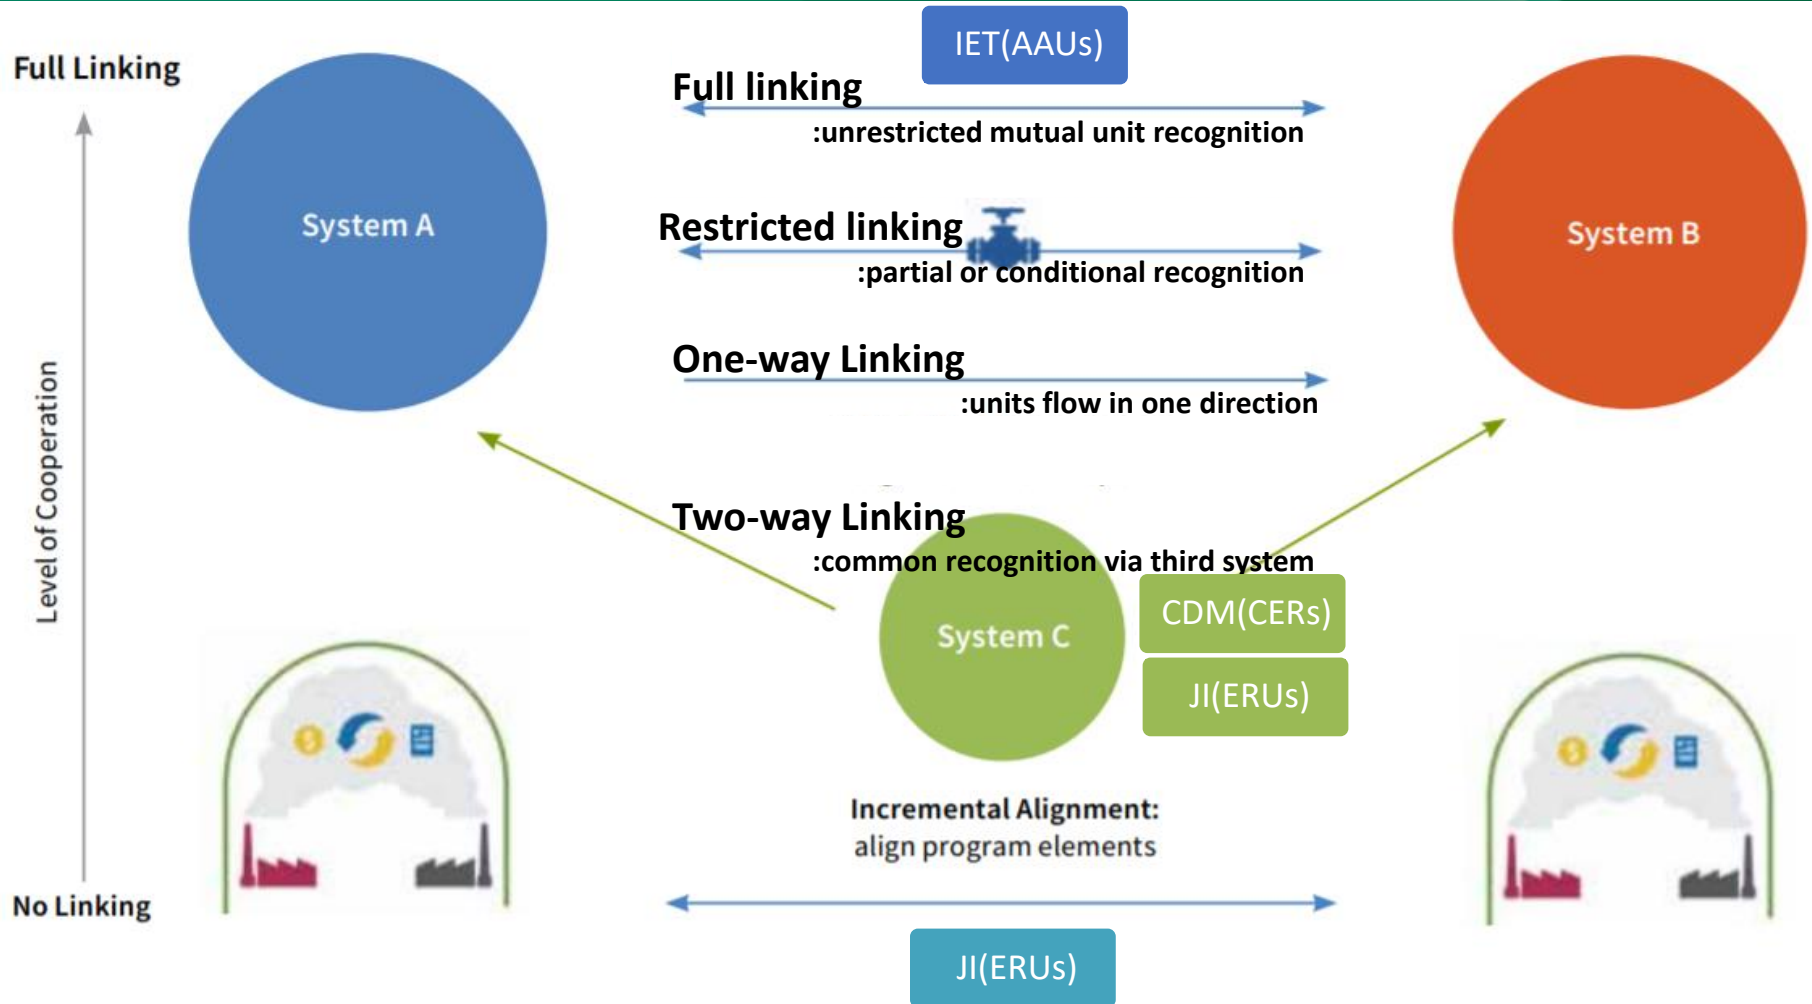 IET(AAUs)
Full Linking
Full linking
:unrestricted mutual unit recognition
System A
Restricted linking
:partial or conditional recognition
System B
One-way Linking
:units flow in one direction
Level of Cooperation
Two-way Linking
:common recognition via third system
System C
CDM(CERs)
JI(ERUs)
Incremental Alignment:
align program elements
No Linking
JI(ERUs)